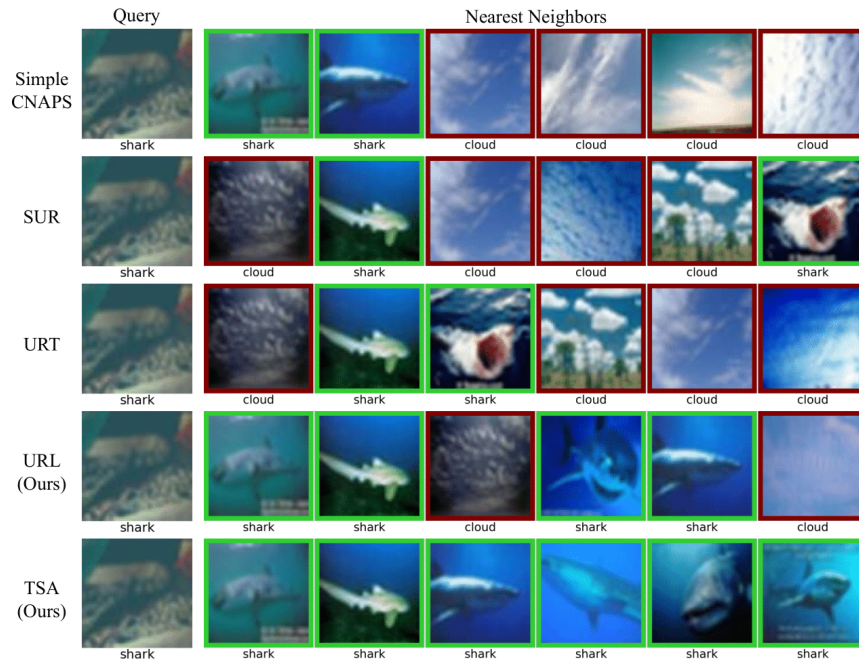 Query Nearest Neighbors
Simple
CNAPS
shark shark shark cloud cloud cloud cloud
SUR
shark cloud shark cloud cloud cloud shark
URT
shark cloud shark shark cloud cloud cloud
URL
(Ours)
shark shark shark cloud shark shark cloud
TSA
(Ours)
shark shark shark shark shark shark shark